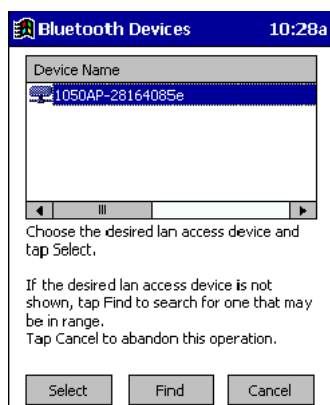 Bluetooth Devices 10:28a
Device Name
1050AP-28164085e
Choose the desired lan access device and
tap Select.
If the desired lan access device is not
shown, tap Find to search for one that may
be in range.
Tap Cancel to abandon this operation.
Select Find Cancel